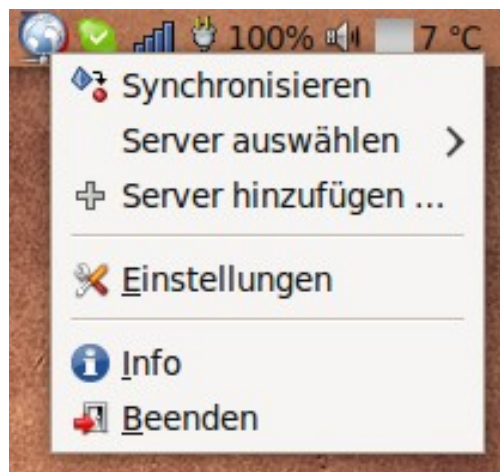 100% 7 °C
Synchronisieren
Server auswählen
Server hinzufügen ...
Einstellungen
Info
Beenden